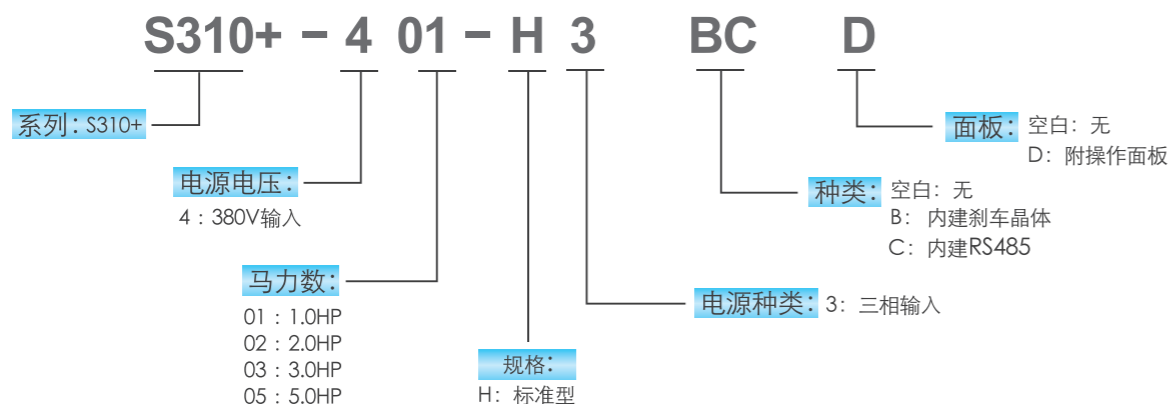 S310+ - 4 01 - H 3 BC D
系列：S310+
面板：空白：无
D：附操作面板
电源电压：
4：380V输入
种类：空白：无
B：内建刹车晶体
C：内建RS485
马力数：
01：1.0HP
02：2.0HP
03：3.0HP
05：5.0HP
电源种类：3：三相输入
规格：
H：标准型